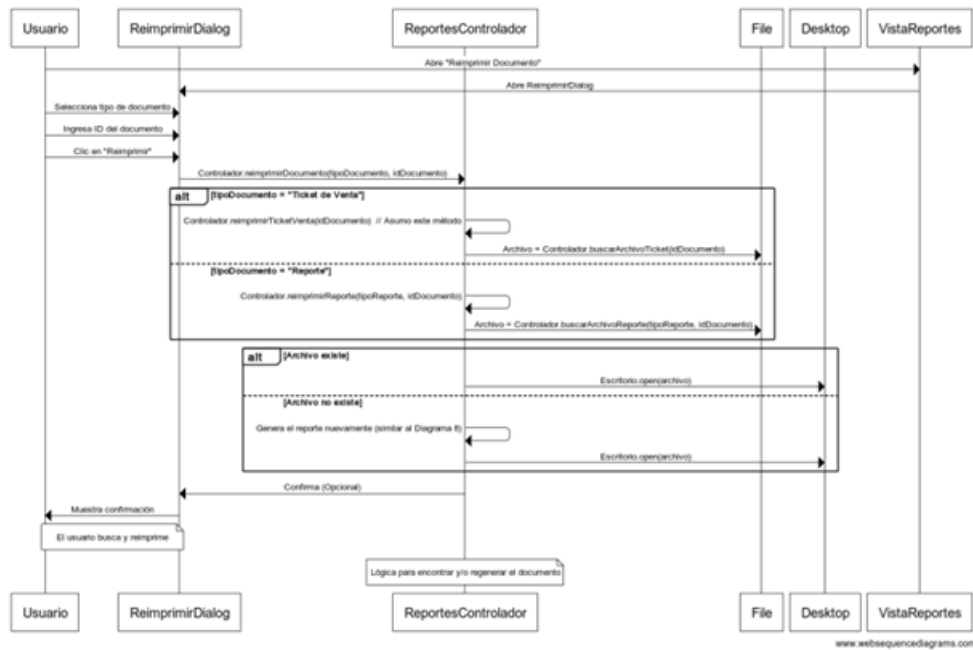 Usuario
ReimprimirDialog
ReportesControlador
File
Desktop
VistaReportes
Abre "Reimprimir Documento"
Abre ReimprimirDialog
Selecciona tipo de documento
Ingresa ID del documento
Clic en "Reimprimir"
Controlador.reimprimirDocumento(tipoDocumento, idDocumento)
alt
[tipoDocumento = "Ticket de Venta"]
Controlador.reimprimirTicketVenta(idDocumento) // Asumo este método
Archivo = Controlador.buscarArchivoTicket(idDocumento)
[tipoDocumento = "Reporte"]
Controlador.reimprimirReporte(tipoReporte, idDocumento)
Archivo = Controlador.buscarArchivoReporte(tipoReporte, idDocumento)
alt
[Archivo existe]
Escritorio.open(archivo)
[Archivo no existe]
Genera el reporte nuevamente (similar al Diagrama 8)
Escritorio.open(archivo)
Confirma (Opcional)
Muestra confirmación
El usuario busca y reimprime
Lógica para encontrar y/o regenerar el documento
Usuario
ReimprimirDialog
ReportesControlador
File
Desktop
VistaReportes
www.websequencediagrams.com